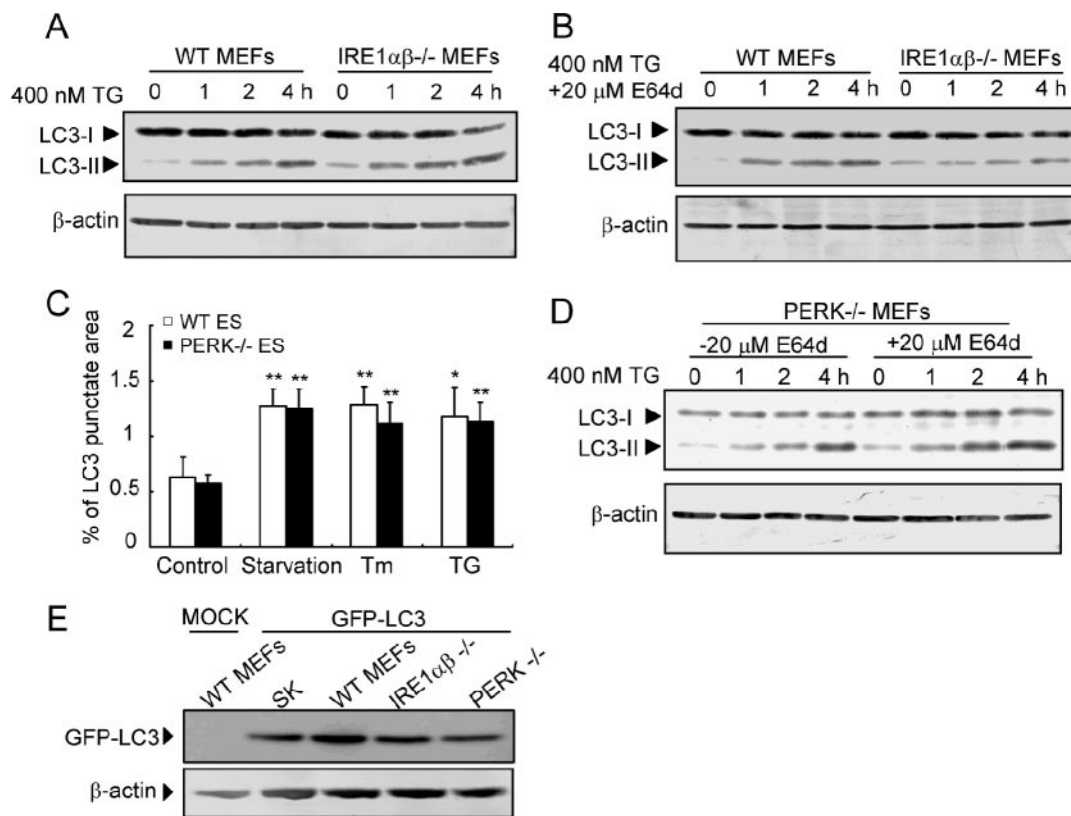 A
WT MEFs IRE1αβ-/- MEFs
400 nM TG 0 1 2 4 h 0 1 2 4 h
LC3-I
LC3-II
β-actin
B
WT MEFs IRE1αβ-/- MEFs
400 nM TG
+20 μM E64d 0 1 2 4 h 0 1 2 4 h
LC3-I
LC3-II
β-actin
C
% of LC3 punctate area
2
1.5
1
0.5
0
WT ES
PERK-/- ES
** ** ** ** * **
Control Starvation Tm TG
D
PERK-/- MEFs
-20 μM E64d +20 μM E64d
400 nM TG 0 1 2 4 h 0 1 2 4 h
LC3-I
LC3-II
β-actin
E
MOCK GFP-LC3
WT MEFs SK WT MEFs IRE1αβ -/- PERK -/-
GFP-LC3
β-actin